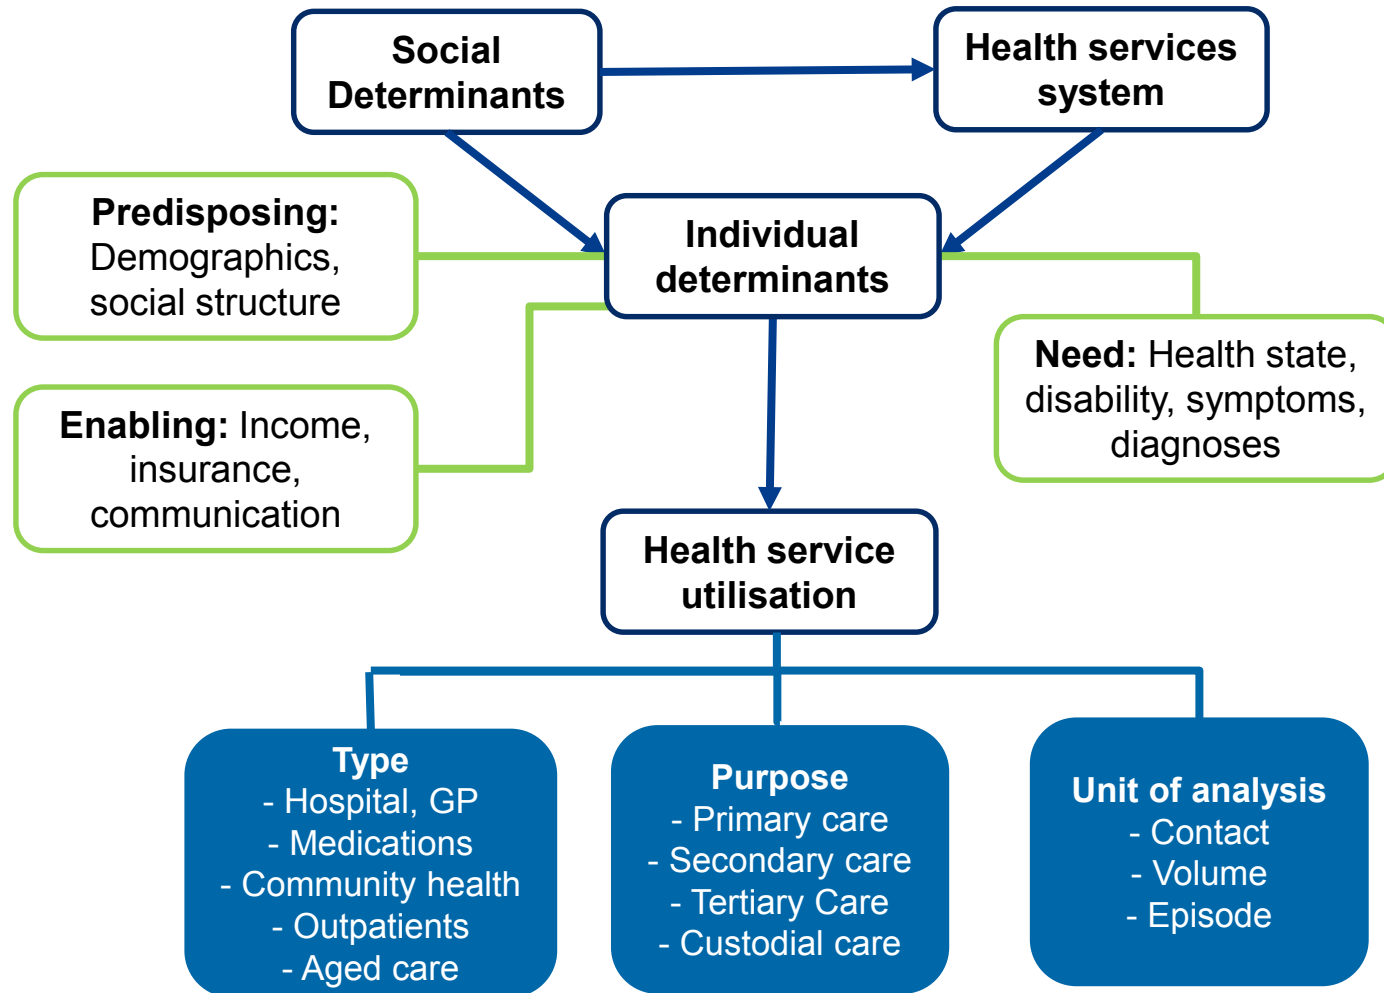 Social
Determinants
Health services
system
Predisposing:
Demographics,
social structure
Individual
determinants
Enabling: Income,
insurance,
communication
Need: Health state,
disability, symptoms,
diagnoses
Health service
utilisation
Type
- Hospital, GP
- Medications
- Community health
- Outpatients
- Aged care
Purpose
- Primary care
- Secondary care
- Tertiary Care
- Custodial care
Unit of analysis
- Contact
- Volume
- Episode